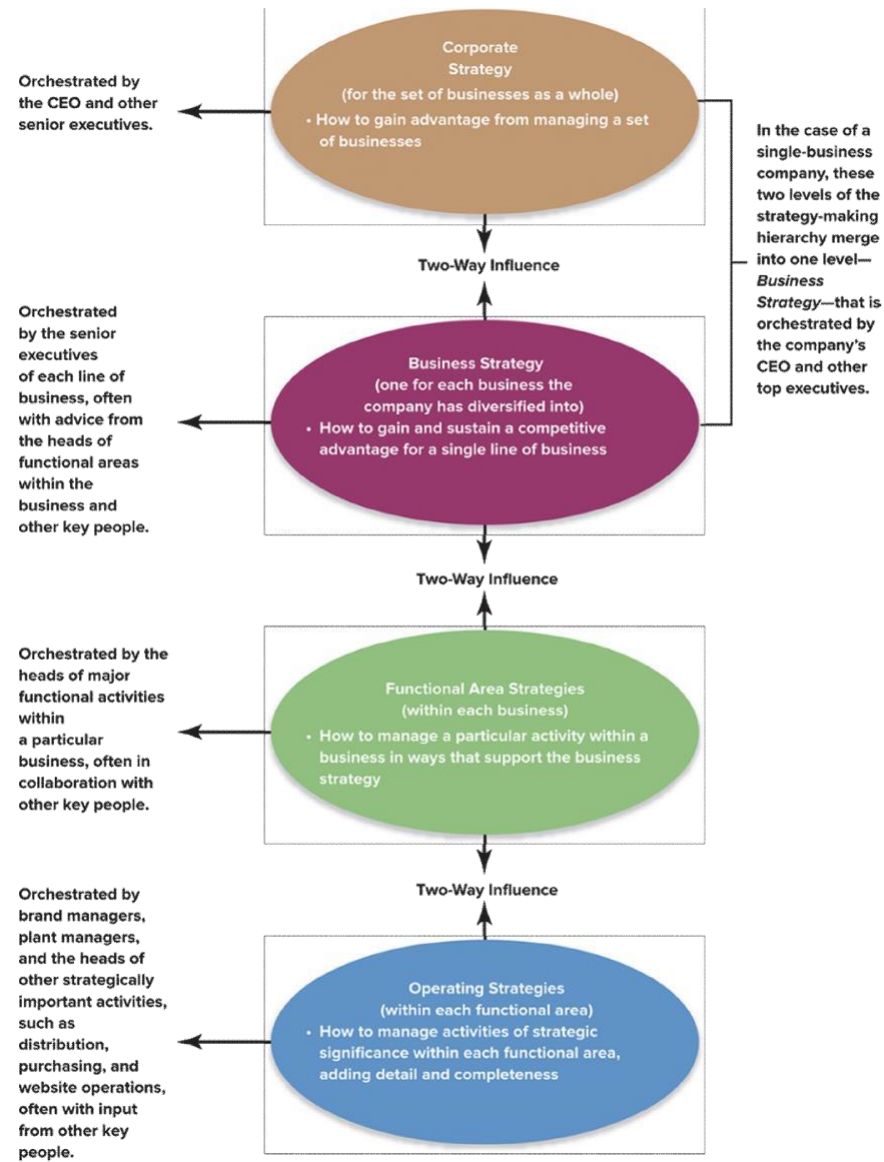 Corporate
Strategy
(for the set of businesses as a whole)
• How to gain advantage from managing a set
of businesses
Orchestrated by
the CEO and other
senior executives.
In the case of a
single-business
company, these
two levels of the
strategy-making
hierarchy merge
into one level—
Business
Strategy—that is
orchestrated by
the company's
CEO and other
top executives.
Two-Way Influence
Orchestrated
by the senior
executives
of each line of
business, often
with advice from
the heads of
functional areas
within the
business and
other key people.
Business Strategy
(one for each business the
company has diversified into)
• How to gain and sustain a competitive
advantage for a single line of business
Two-Way Influence
Orchestrated by the
heads of major
functional activities
within
a particular
business, often in
collaboration with
other key people.
Functional Area Strategies
(within each business)
• How to manage a particular activity within a
business in ways that support the business
strategy
Two-Way Influence
Orchestrated by
brand managers,
plant managers,
and the heads of
other strategically
important activities,
such as
distribution,
purchasing, and
website operations,
often with input
from other key
people.
Operating Strategies
(within each functional area)
• How to manage activities of strategic
significance within each functional area,
adding detail and completeness